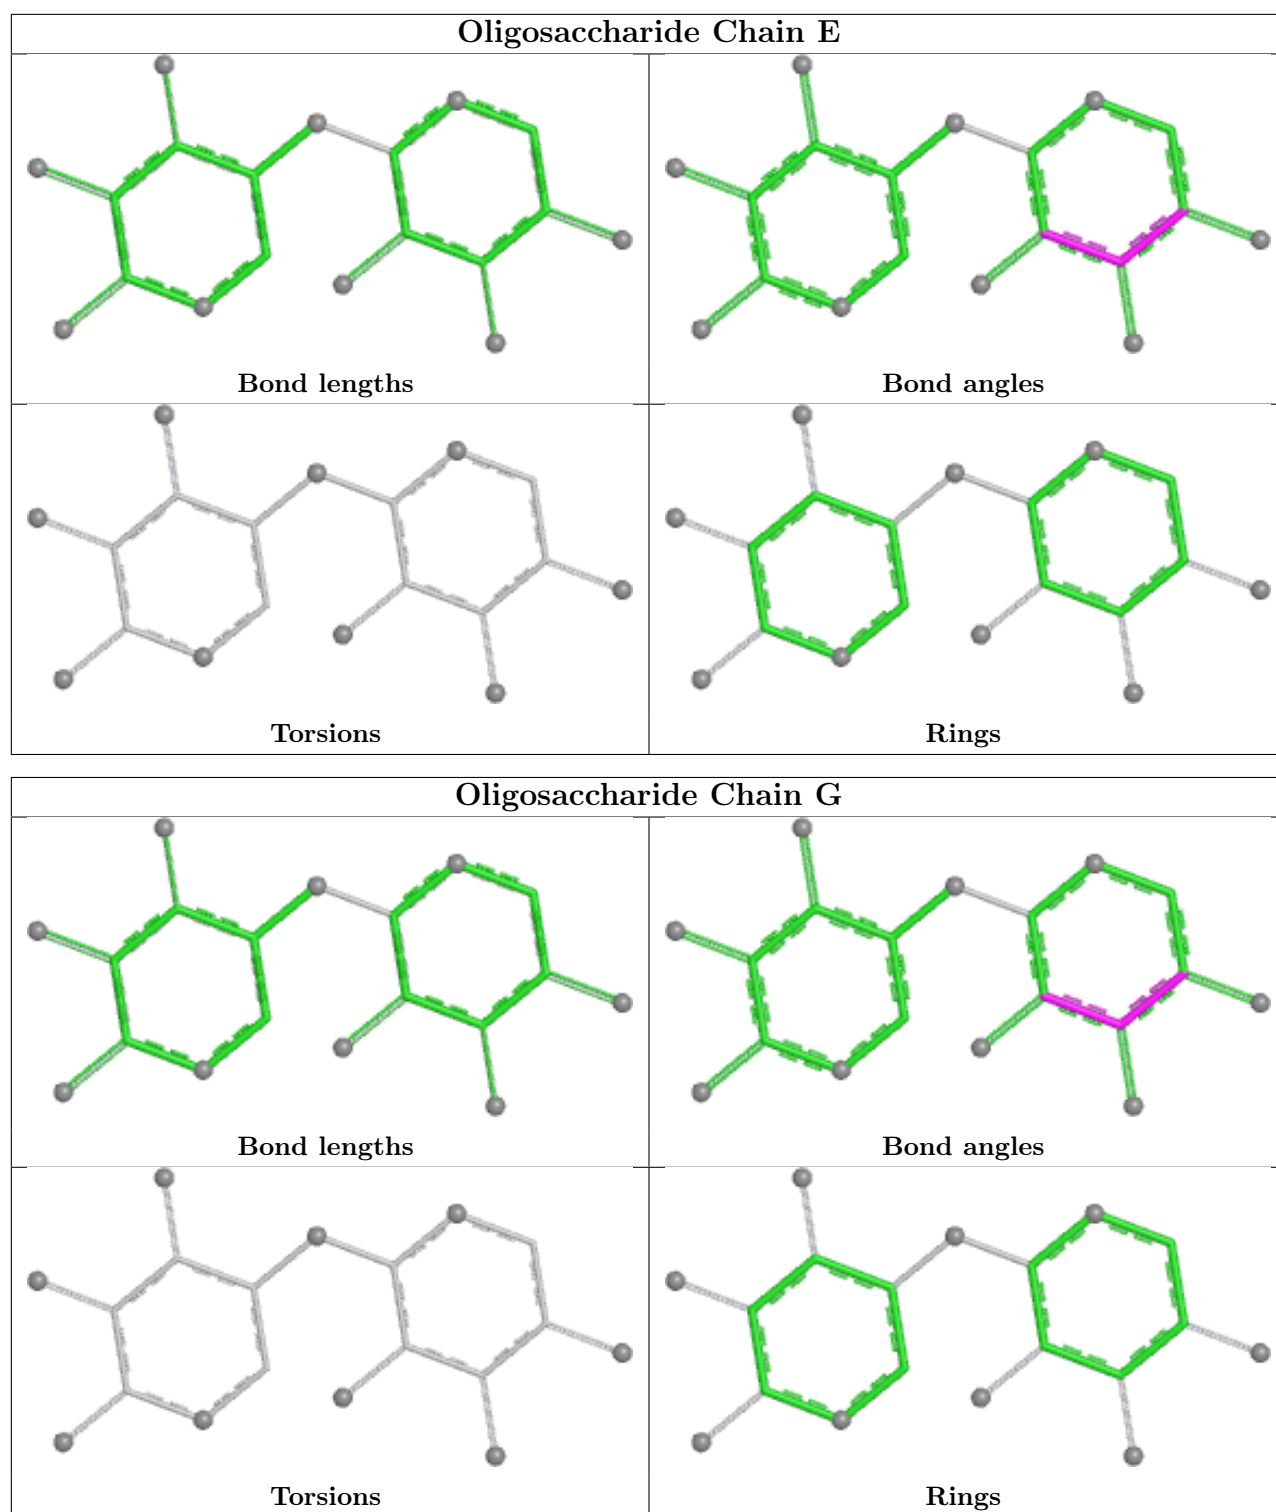 Oligosaccharide Chain E
Bond lengths
Bond angles
Torsions
Rings
Oligosaccharide Chain G
Bond lengths
Bond angles
Torsions
Rings